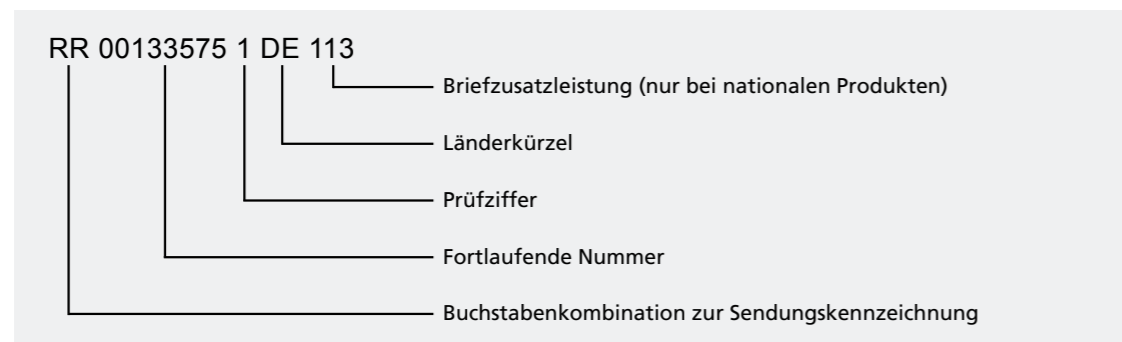 RR 00133575 1 DE 113
Briefzusatzleistung (nur bei nationalen Produkten)
Länderkürzel
Prüfziffer
Fortlaufende Nummer
Buchstabenkombination zur Sendungskennzeichnung